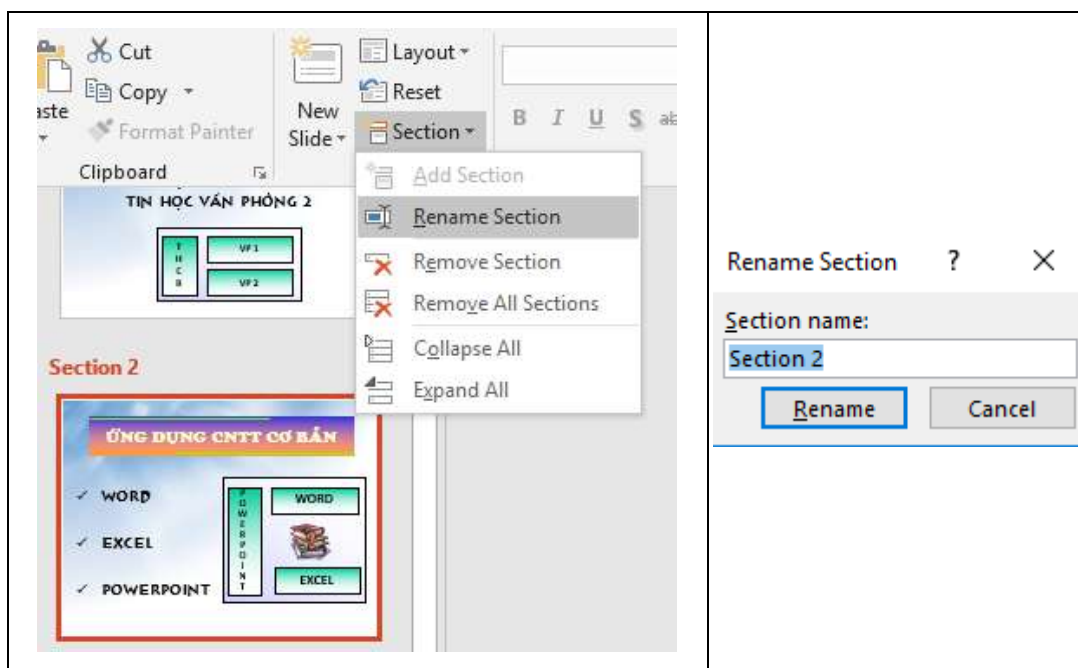 Cut
Copy
aste
Format Painter
Clipboard
New
Slide
Layout
Reset
Section
B I U S ab
Add Section
Rename Section
Remove Section
Remove All Sections
Collapse All
Expand All
TIN HỌC VĂN PHÒNG 2
THCB
VP 1
VP 2
Section 2
ỨNG DỤNG CNTT CƠ BẢN
✓ WORD
✓ EXCEL
✓ POWERPOINT
POWERPOINT
WORD
EXCEL
Rename Section ? ×
Section name:
Section 2
Rename Cancel